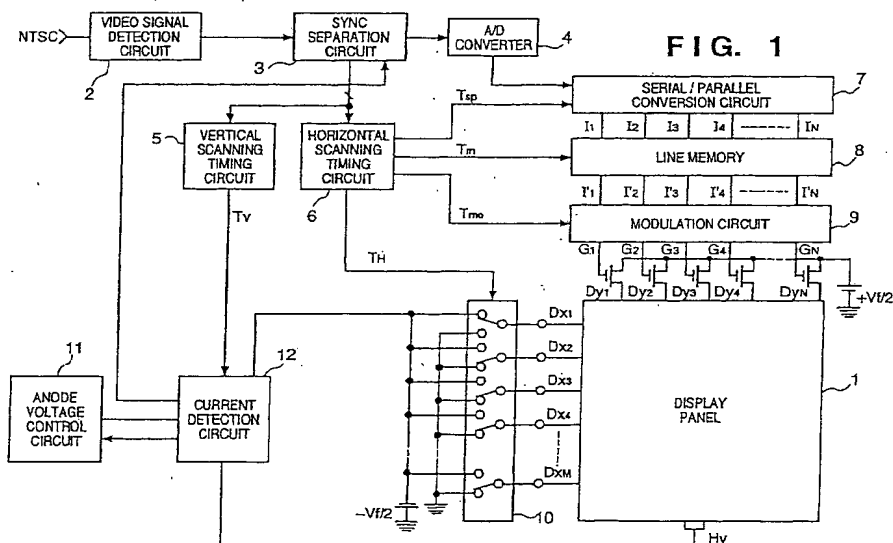 NTSC
VIDEO SIGNAL
DETECTION
CIRCUIT
2
SYNC
SEPARATION
CIRCUIT
3
A/D
CONVERTER
4
FIG. 1
SERIAL / PARALLEL
CONVERSION CIRCUIT
7
Tsp
I1 I2 I3 I4 IN
5
VERTICAL
SCANNING
TIMING
CIRCUIT
HORIZONTAL
SCANNING
TIMING
CIRCUIT
6
Tm
LINE MEMORY
8
I'1 I'2 I'3 I'4 I'N
Tmo
MODULATION CIRCUIT
9
G1 G2 G3 G4 GN
Tv
TH
Dy1 Dy2 Dy3 Dy4 DyN
+Vf/2
11
ANODE
VOLTAGE
CONTROL
CIRCUIT
12
CURRENT
DETECTION
CIRCUIT
Dx1
Dx2
Dx3
Dx4
DxM
DISPLAY
PANEL
1
-Vf/2
10
Hv